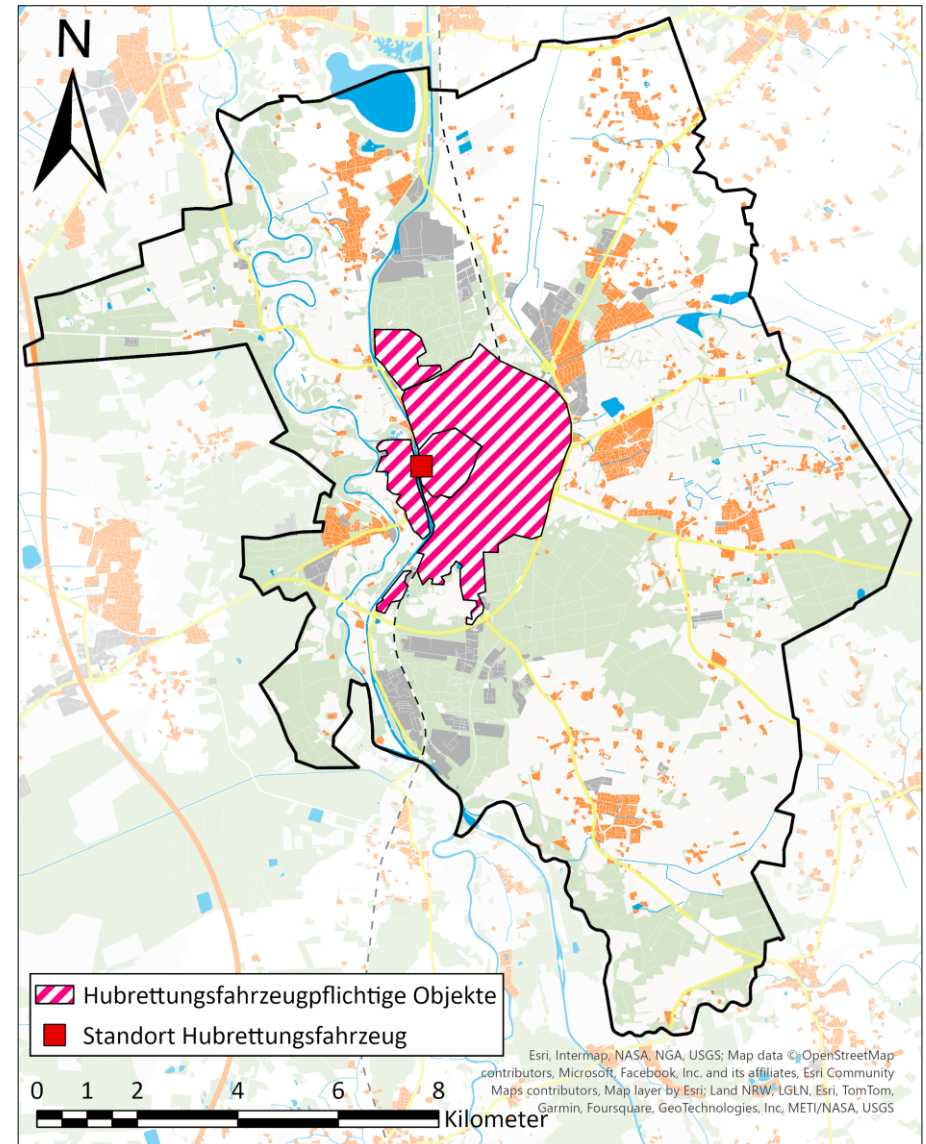 N
Hubrettungsfahrzeugpflichtige Objekte
Standort Hubrettungsfahrzeug
Esri, Intermap, NASA, NGA, USGS; Map data © OpenStreetMap
contributors, Microsoft, Facebook, Inc. and its affiliates, Esri Community
Maps contributors, Map layer by Esri; Land NRW, LGLN, Esri, TomTom,
Garmin, Foursquare, GeoTechnologies, Inc, METI/NASA, USGS
0 1 2 4 6 8
Kilometer